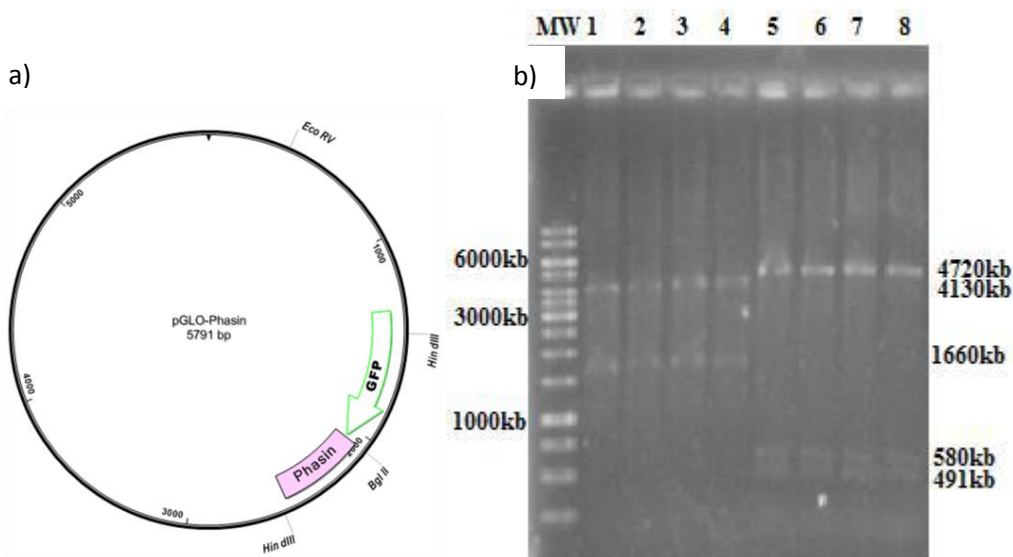 a)
Eco RV
5000
1000
pGLO-Phasin
5791 bp
Hin dIII
GFP
4000
Phasin
2000
Bgl II
3000
Hin dIII
b)
MW 1 2 3 4 5 6 7 8
6000kb
3000kb
1000kb
4720kb
4130kb
1660kb
580kb
491kb